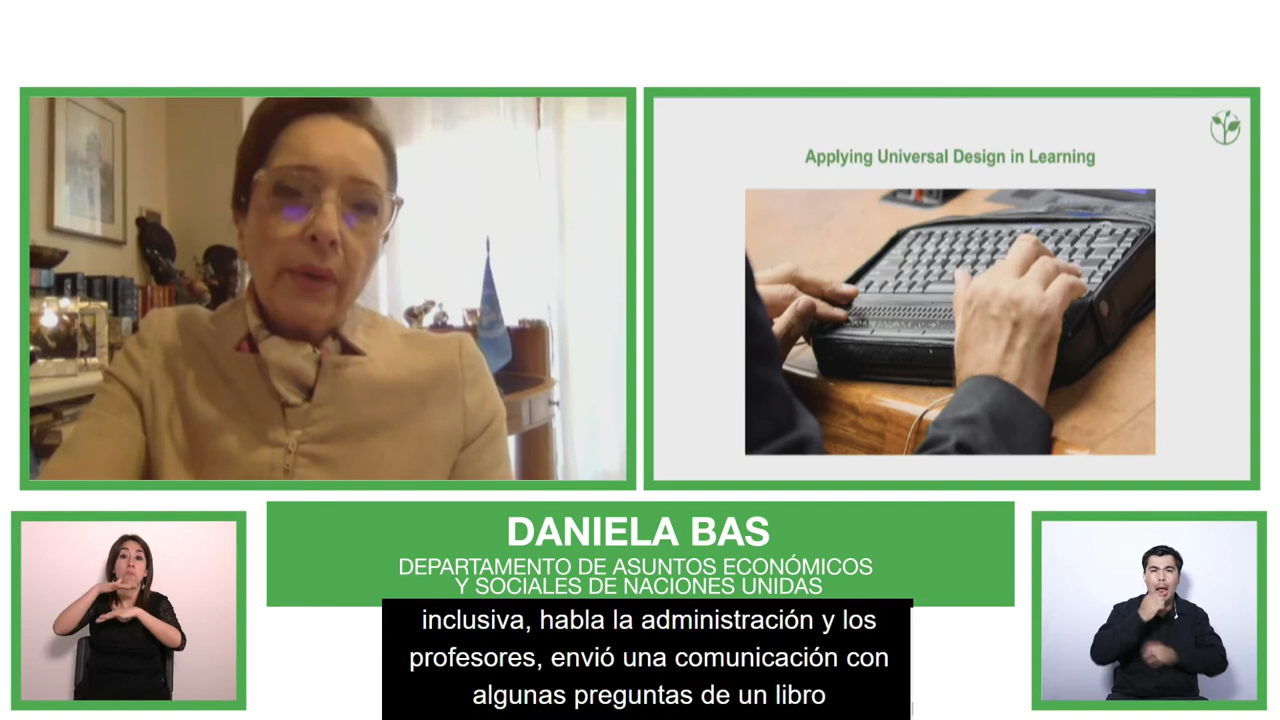 Applying Universal Design in Learning
DANIELA BAS
DEPARTAMENTO DE ASUNTOS ECONÓMICOS
Y SOCIALES DE NACIONES UNIDAS
inclusiva, habla la administración y los
profesores, envió una comunicación con
algunas preguntas de un libro